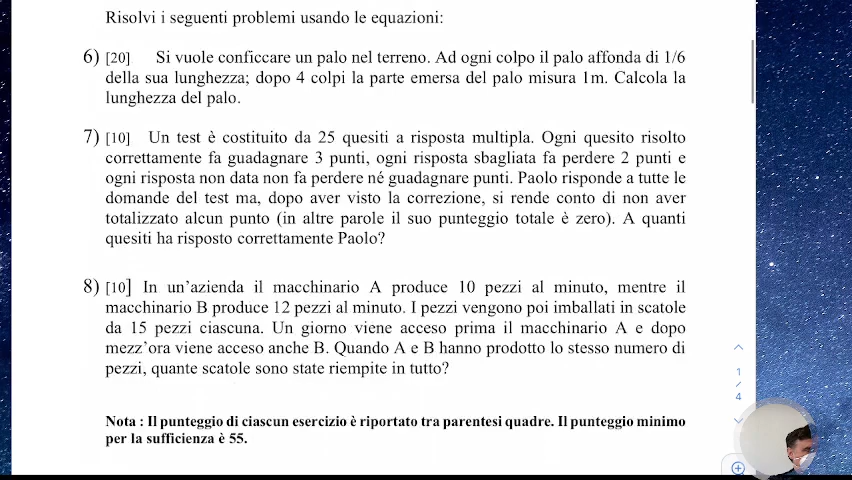 Risolvi i seguenti problemi usando le equazioni:
6) [20] Si vuole conficcare un palo nel terreno. Ad ogni colpo il palo affonda di 1/6
della sua lunghezza; dopo 4 colpi la parte emersa del palo misura 1m. Calcola la
lunghezza del palo.
7) [10] Un test è costituito da 25 quesiti a risposta multipla. Ogni quesito risolto
correttamente fa guadagnare 3 punti, ogni risposta sbagliata fa perdere 2 punti e
ogni risposta non data non fa perdere né guadagnare punti. Paolo risponde a tutte le
domande del test ma, dopo aver visto la correzione, si rende conto di non aver
totalizzato alcun punto (in altre parole il suo punteggio totale è zero). A quanti
quesiti ha risposto correttamente Paolo?
8) [10] In un'azienda il macchinario A produce 10 pezzi al minuto, mentre il
macchinario B produce 12 pezzi al minuto. I pezzi vengono poi imballati in scatole
da 15 pezzi ciascuna. Un giorno viene acceso prima il macchinario A e dopo
mezz'ora viene acceso anche B. Quando A e B hanno prodotto lo stesso numero di
pezzi, quante scatole sono state riempite in tutto?
Nota : Il punteggio di ciascun esercizio è riportato tra parentesi quadre. Il punteggio minimo
per la sufficienza è 55.
1
/
4